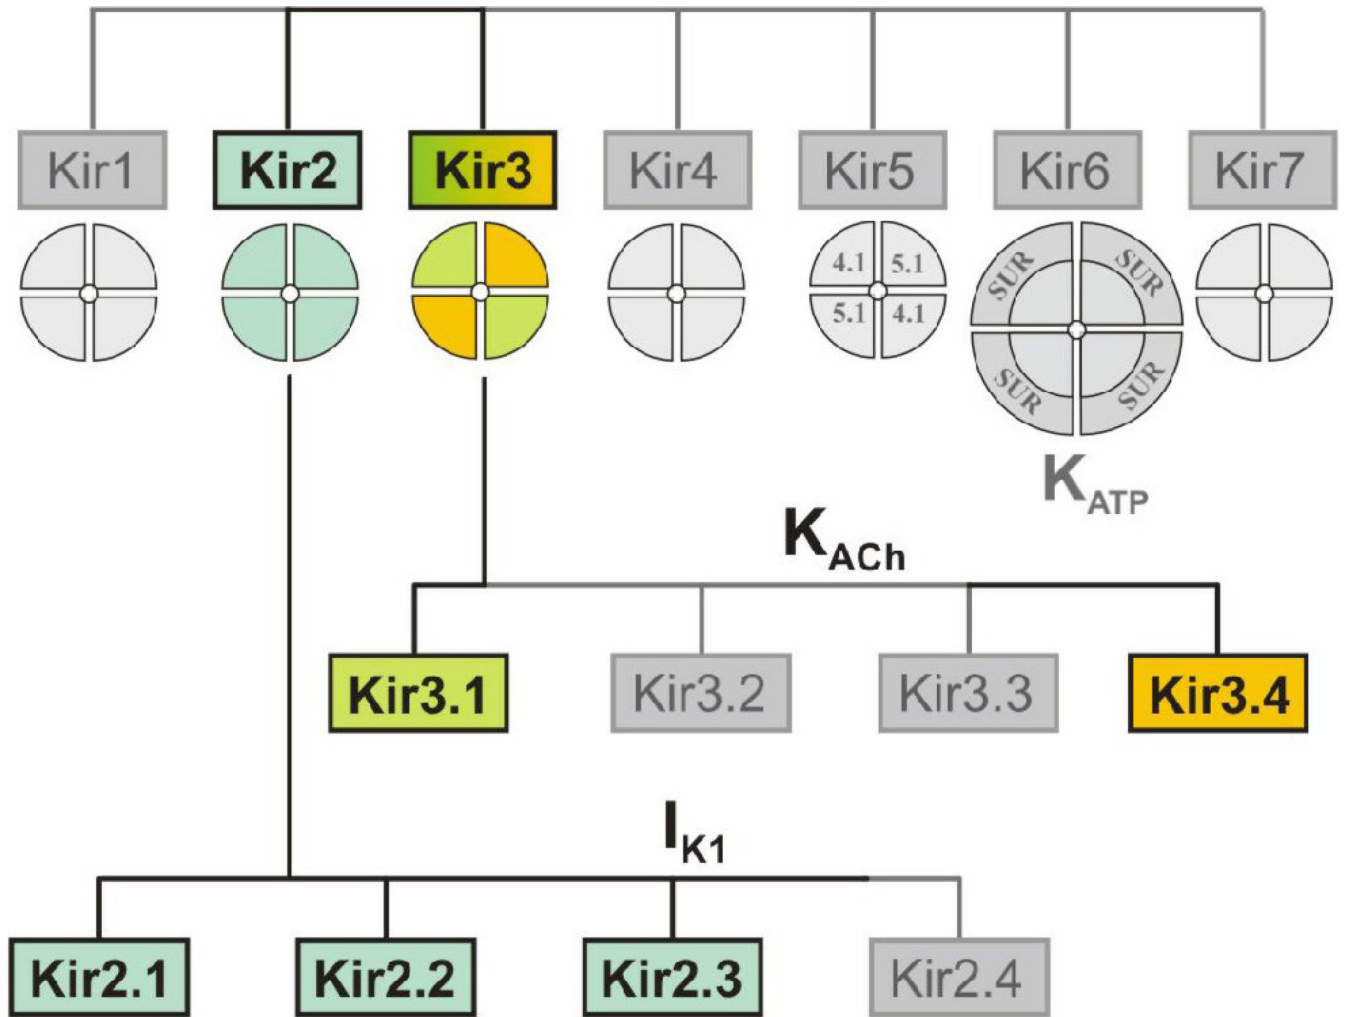 Kir1 Kir2 Kir3 Kir4 Kir5 Kir6 Kir7
4.1 5.1
5.1 4.1
SUR SUR
SUR SUR
KATP
KACh
Kir3.1 Kir3.2 Kir3.3 Kir3.4
IK1
Kir2.1 Kir2.2 Kir2.3 Kir2.4